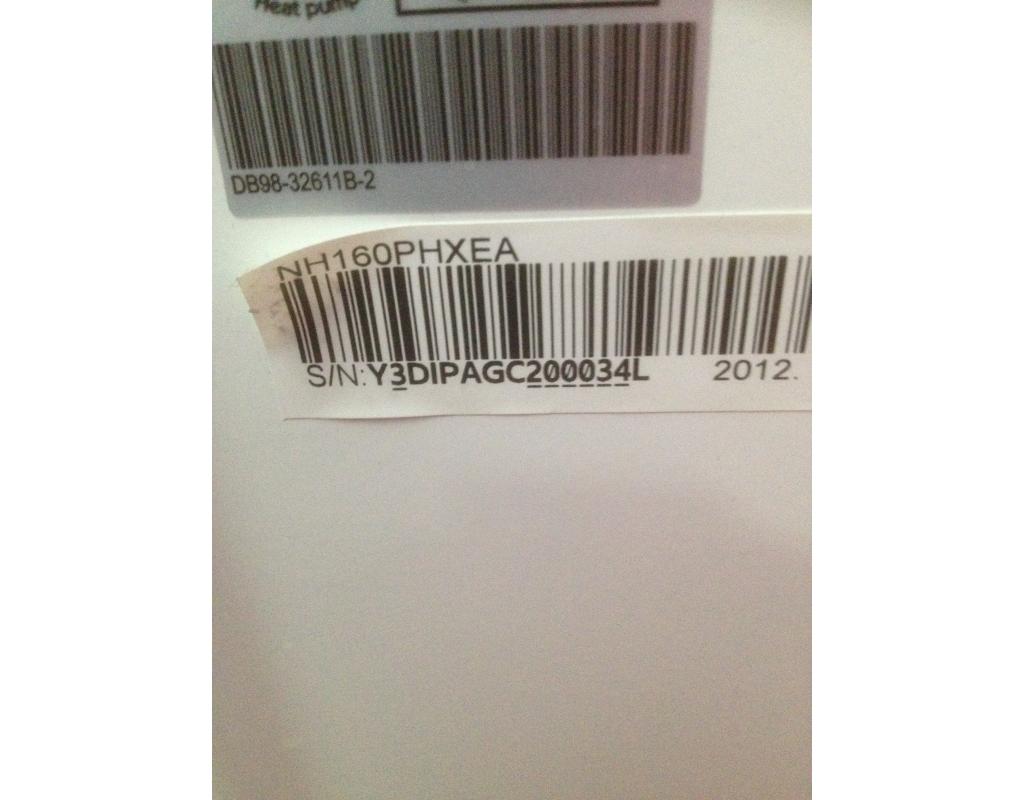 Heat pump
DB98-32611B-2
NH160PHXEA
S/N:Y3DIPAGC200034L 2012.